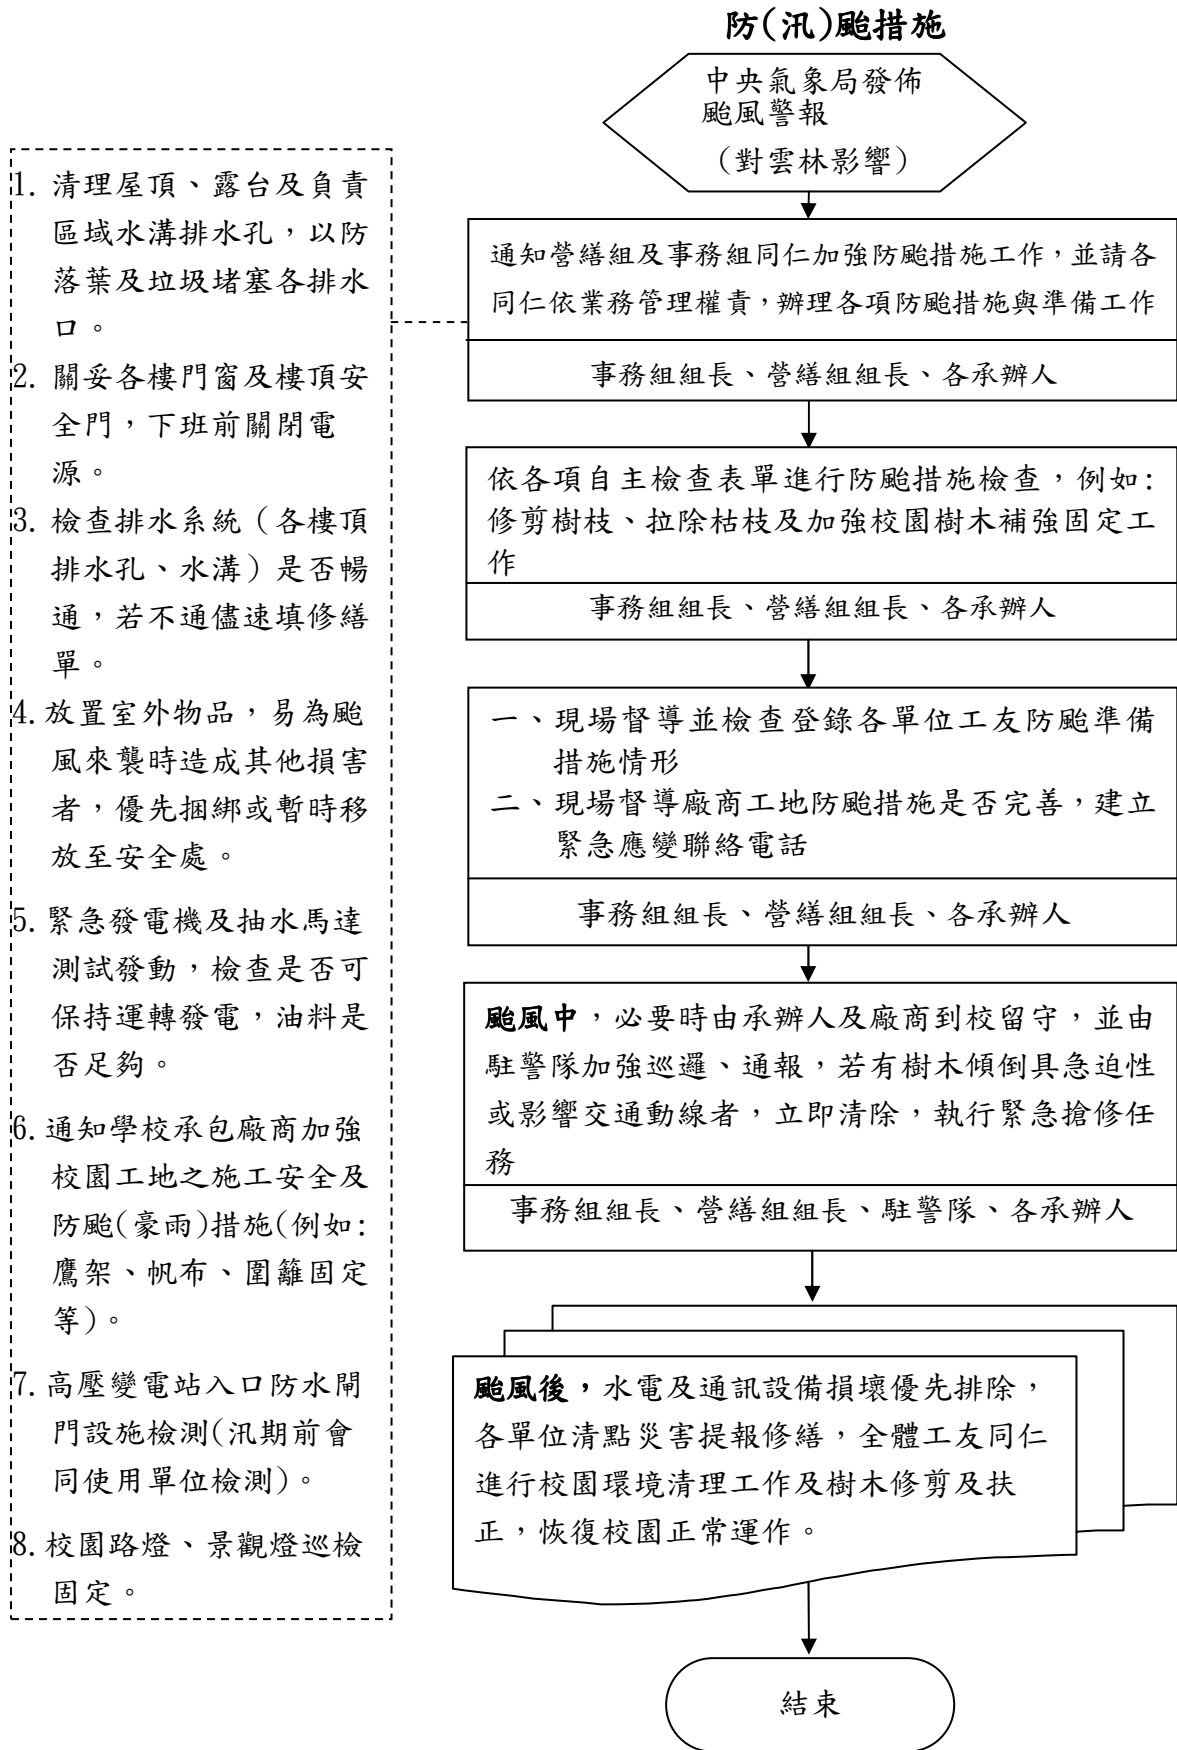 防(汛)颱措施
中央氣象局發佈
颱風警報
(對雲林影響)
1. 清理屋頂、露台及負責
區域水溝排水孔，以防
落葉及垃圾堵塞各排水
口。
2. 關妥各樓門窗及樓頂安
全門，下班前關閉電
源。
3. 檢查排水系統（各樓頂
排水孔、水溝）是否暢
通，若不通儘速填修繕
單。
4. 放置室外物品，易為颱
風來襲時造成其他損害
者，優先捆綁或暫時移
放至安全處。
5. 緊急發電機及抽水馬達
測試發動，檢查是否可
保持運轉發電，油料是
否足夠。
6. 通知學校承包廠商加強
校園工地之施工安全及
防颱(豪雨)措施(例如:
鷹架、帆布、圍籬固定
等)。
7. 高壓變電站入口防水閘
門設施檢測(汛期前會
同使用單位檢測)。
8. 校園路燈、景觀燈巡檢
固定。
通知營繕組及事務組同仁加強防颱措施工作，並請各
同仁依業務管理權責，辦理各項防颱措施與準備工作
事務組組長、營繕組組長、各承辦人
依各項自主檢查表單進行防颱措施檢查，例如:
修剪樹枝、拉除枯枝及加強校園樹木補強固定工
作
事務組組長、營繕組組長、各承辦人
一、現場督導並檢查登錄各單位工友防颱準備
措施情形
二、現場督導廠商工地防颱措施是否完善，建立
緊急應變聯絡電話
事務組組長、營繕組組長、各承辦人
颱風中，必要時由承辦人及廠商到校留守，並由
駐警隊加強巡邏、通報，若有樹木傾倒具急迫性
或影響交通動線者，立即清除，執行緊急搶修任
務
事務組組長、營繕組組長、駐警隊、各承辦人
颱風後，水電及通訊設備損壞優先排除，
各單位清點災害提報修繕，全體工友同仁
進行校園環境清理工作及樹木修剪及扶
正，恢復校園正常運作。
結束